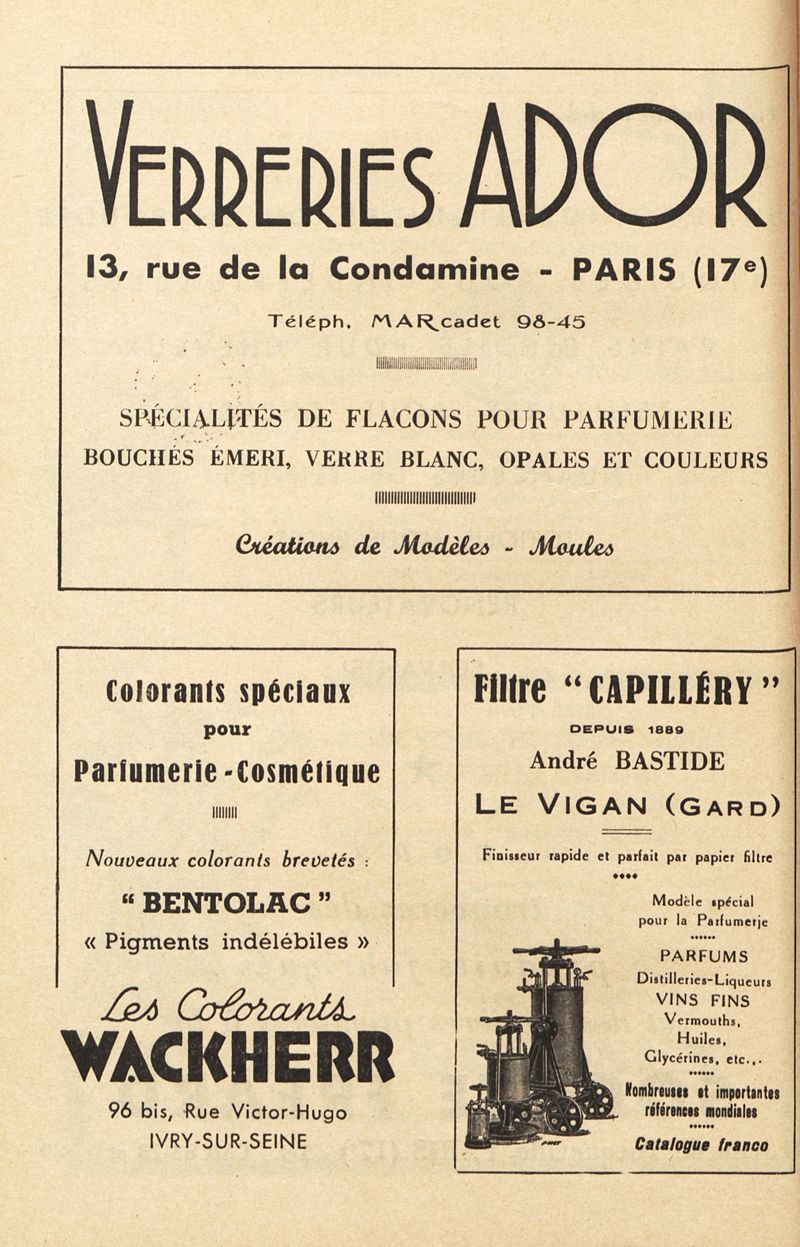 VERRERIES ADOR
13, rue de la Condamine - PARIS (17e)
Téléph. MARcadet 98-45
SPÉCIALITÉS DE FLACONS POUR PARFUMERIE
BOUCHÉS ÉMERI, VERRE BLANC, OPALES ET COULEURS
Créations de Modèles - Moules
Colorants spéciaux
pour
Parfumerie-Cosmétique
Nouveaux colorants brevetés :
“ BENTOLAC ”
« Pigments indélébiles »
Les Colorants
WACKHERR
96 bis, Rue Victor-Hugo
IVRY-SUR-SEINE
Filtre “ CAPILLÉRY ”
DEPUIS 1889
André BASTIDE
LE VIGAN (GARD)
Finisseur rapide et parfait par papier filtre
Modèle spécial
pour la Parfumerie
PARFUMS
Distilleries-Liqueurs
VINS FINS
Vermouths,
Huiles,
Glycérines, etc...
Nombreuses et importantes
références mondiales
Catalogue franco